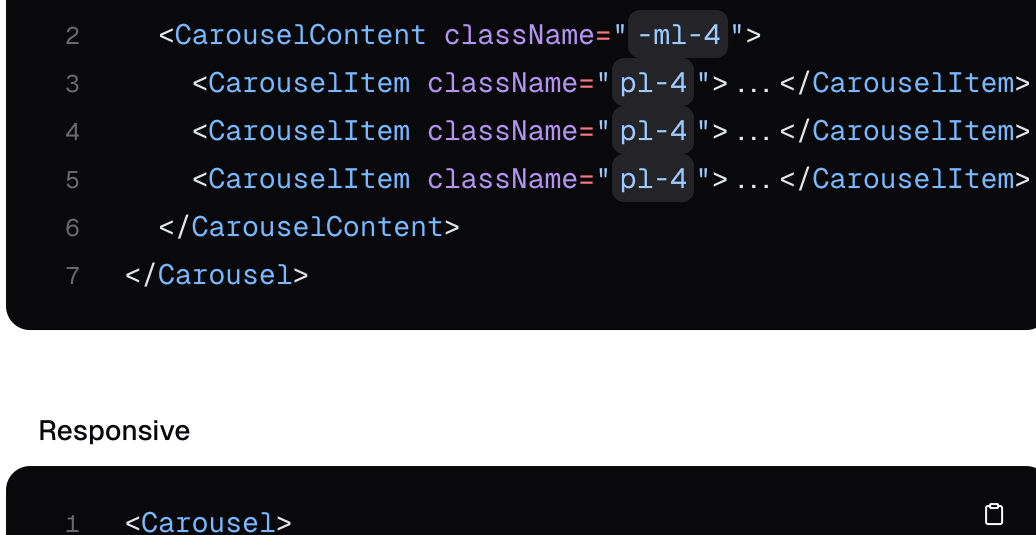 2 <CarouselContent className="-ml-4">
3 <CarouselItem className="pl-4">...</CarouselItem>
4 <CarouselItem className="pl-4">...</CarouselItem>
5 <CarouselItem className="pl-4">...</CarouselItem>
6 </CarouselContent>
7 </Carousel>
Responsive
1 <Carousel>